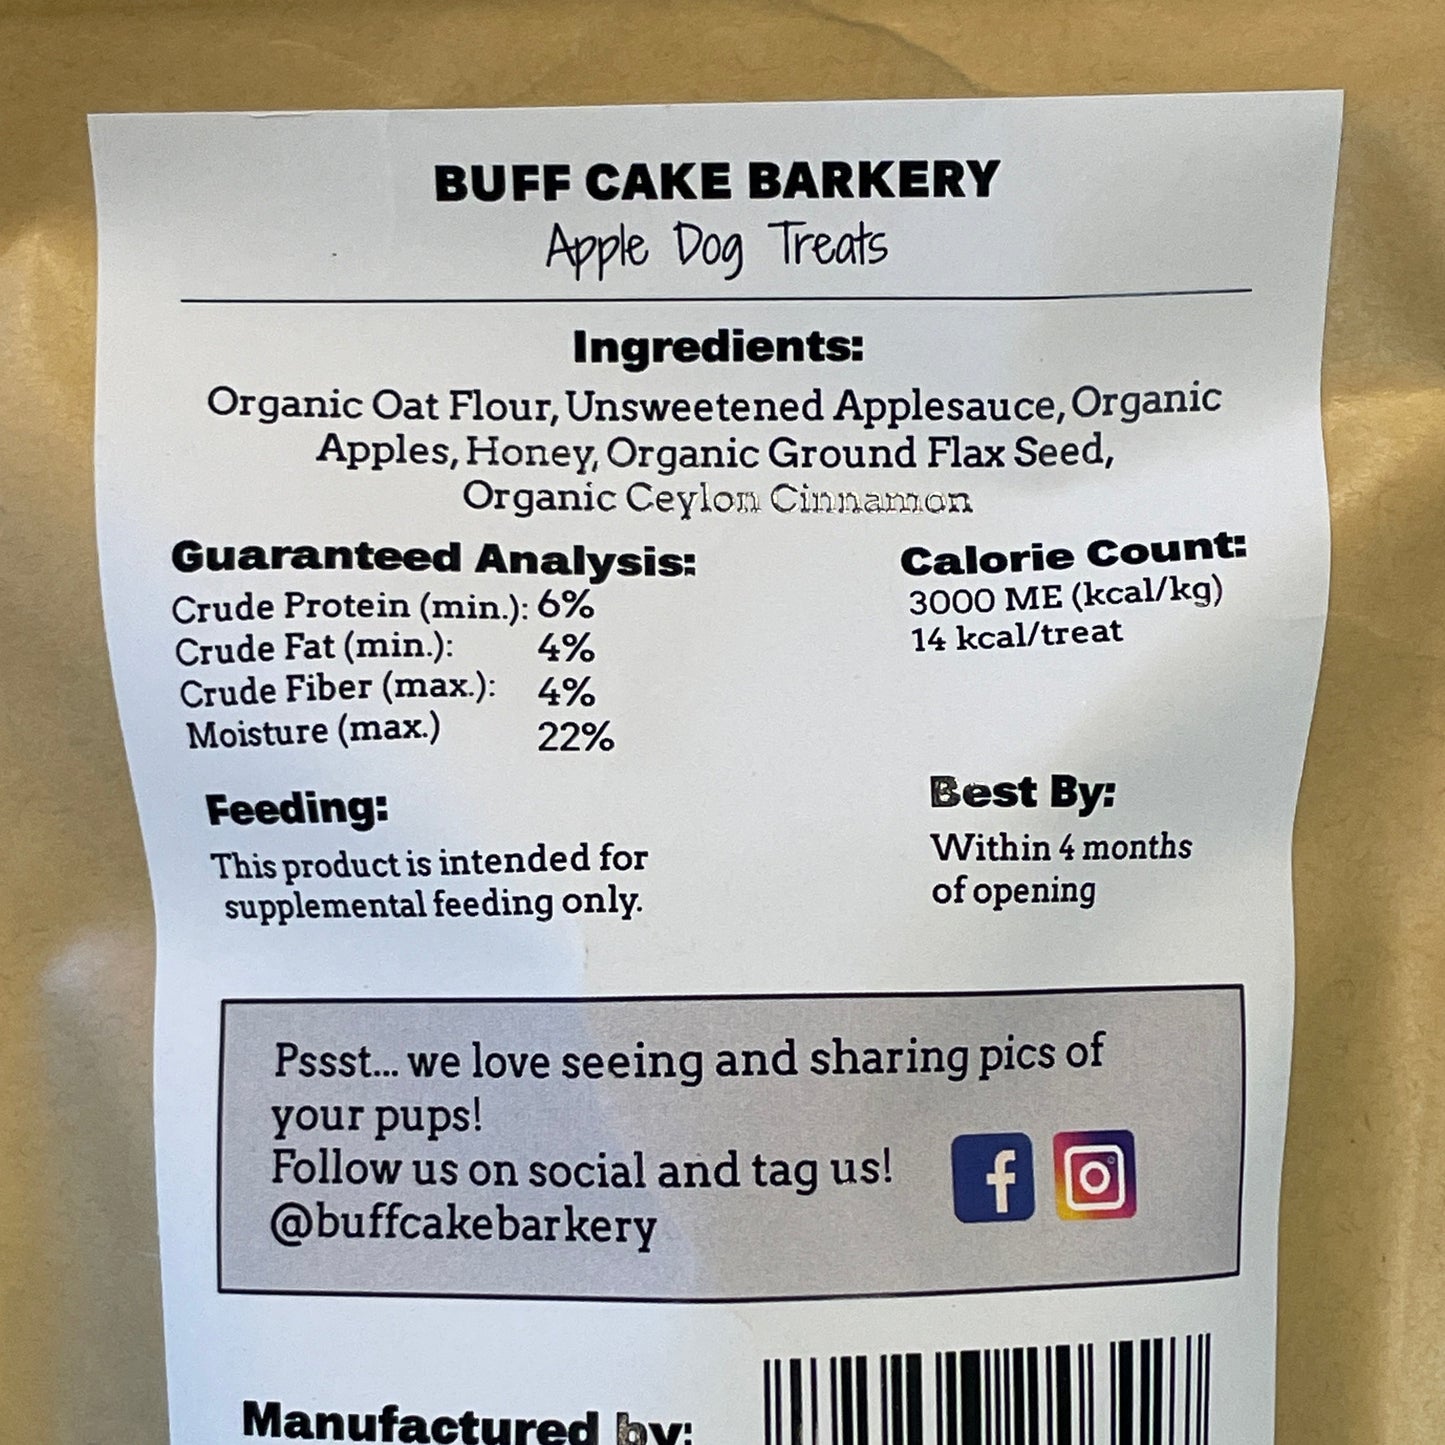 BUFF CAKE BARKERY
Apple Dog Treats
Ingredients:
Organic Oat Flour, Unsweetened Applesauce, Organic
Apples, Honey, Organic Ground Flax Seed,
Organic Ceylon Cinnamon
Guaranteed Analysis:
Crude Protein (min.): 6%
Crude Fat (min.): 4%
Crude Fiber (max.): 4%
Moisture (max.) 22%
Calorie Count:
3000 ME (kcal/kg)
14 kcal/treat
Feeding:
This product is intended for
supplemental feeding only.
Best By:
Within 4 months
of opening
Pssst... we love seeing and sharing pics of
your pups!
Follow us on social and tag us!
@buffcakebarkery
Manufactured by: